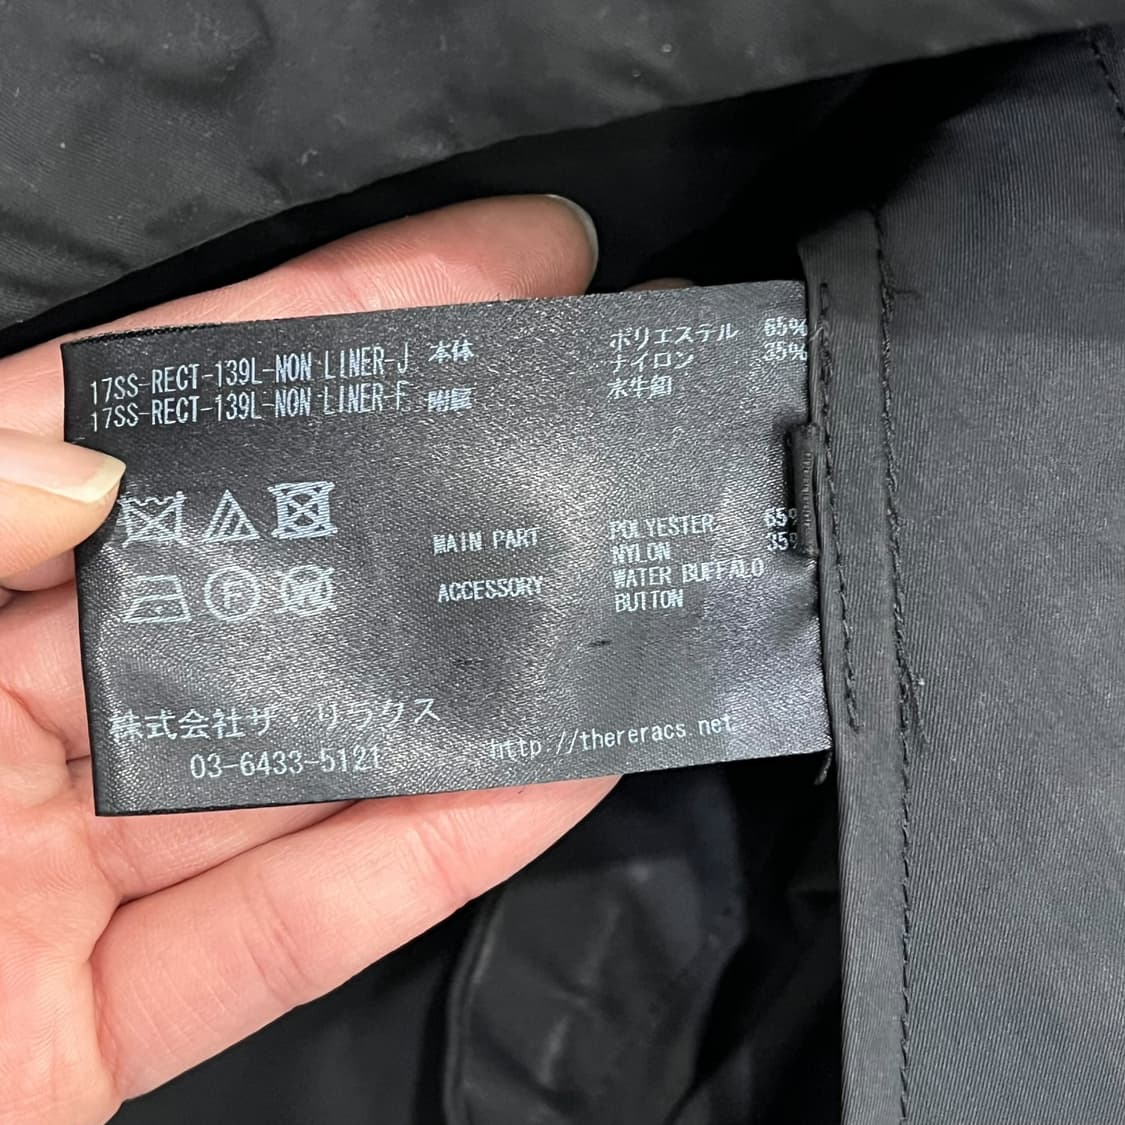 17SS-RECT-139L-NON LINER-J 本体 ポリエステル 65%
ナイロン 35%
17SS-RECT-139L-NON LINER-F 附属 水牛釦
MAIN PART POLYESTER 65%
NYLON 35%
ACCESSORY WATER BUFFALO
BUTTON
株式会社ザ・リラクス
03-6433-5121 http://thereracs.net